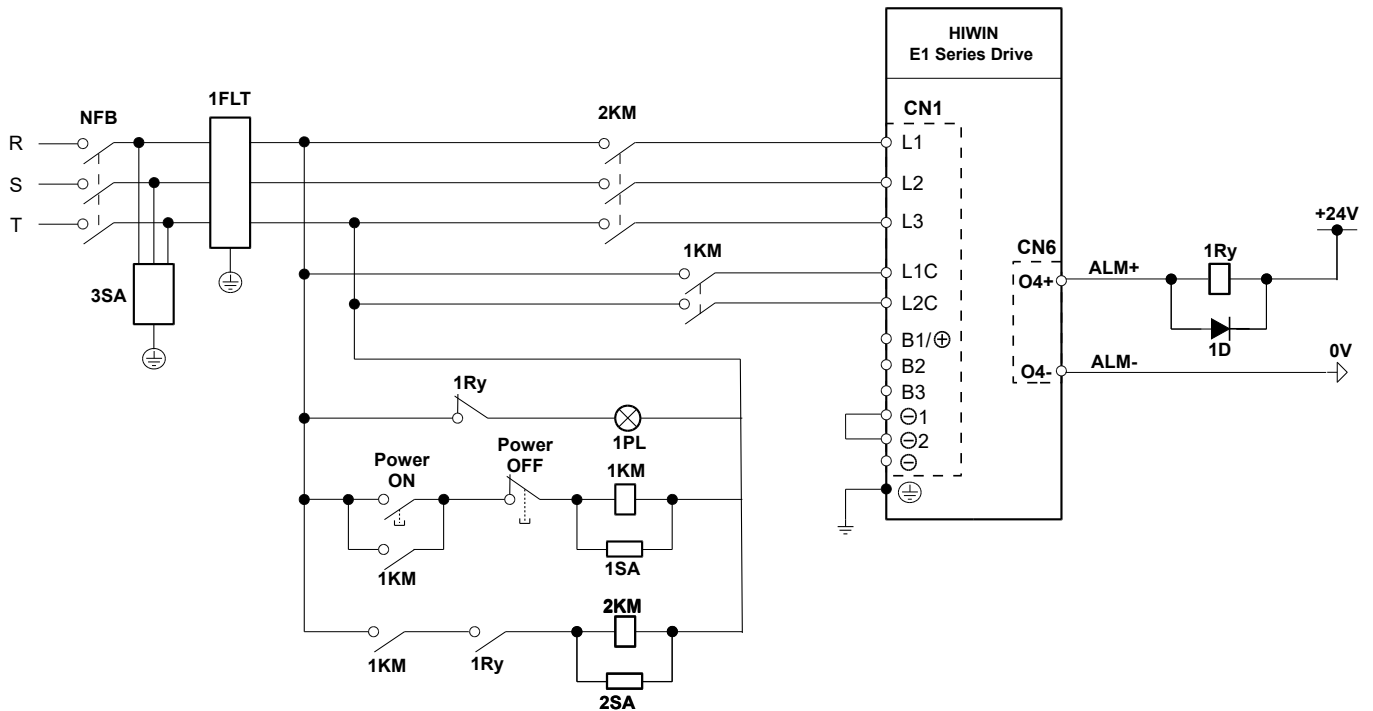 HIWIN
E1 Series Drive
1FLT
NFB
2KM
CN1
R
L1
S
L2
T
L3
+24V
1KM
CN6
1Ry
L1C
ALM+
O4+
3SA
L2C
B1/⊕
1D
0V
B2
ALM-
O4-
1Ry
B3
⊖1
1PL
Power
OFF
⊖2
Power
ON
1KM
⊖
1KM
1SA
2KM
1KM
1Ry
2SA